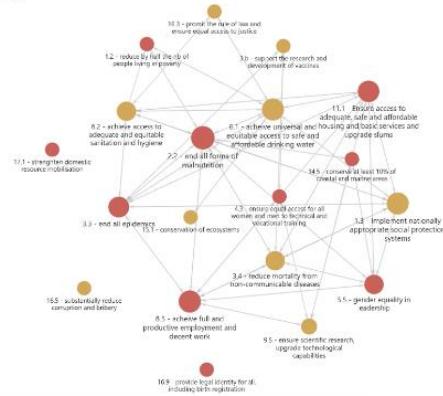 16.3 - promot the rule of law and
ensure equal access to justice
1.2 - reduce by half the nb of
people living in poverty
3.b - support the research and
development of vaccines
11.1 - Ensure access to
adequate, safe and affordable
housing and basic services and
upgrade slums
6.2 - achieve access to
adequate and equitable
sanitation and hygiene
6.1 - acheive universal and
equitable access to safe and
affordable drinking water
2.2 - end all forms of
malnutrition
14.5 - conserve at least 10% of
coastal and marine areas
17.1 - strenghten domestic
resource mobilisation
4.3 - ensure equal access for all
women and men to technical and
vocational training
1.3 - implement nationally
appropriate social protection
systems
3.3 - end all epidemics
15.1 - conservation of ecosystems
3.4 - reduce mortality from
non-communicable diseases
5.5 - gender equality in
leadership
16.5 - substantially reduce
corruption and bribery
8.5 - acheive full and
productive employment and
decent work
9.5 - ensure scientific research,
upgrade technological
capabilities
16.9 - provide legal identity for all,
including birth registration